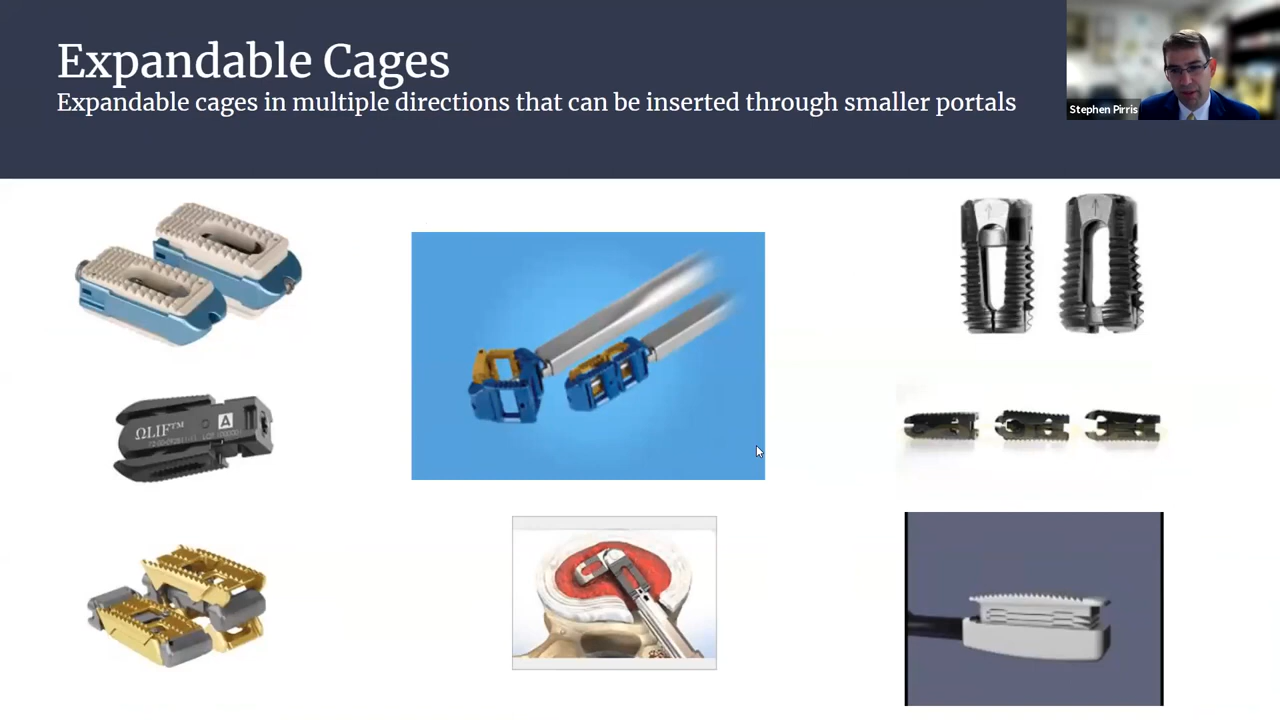 Expandable Cages
Expandable cages in multiple directions that can be inserted through smaller portals
Stephen Pirris
ΩLIF™
A